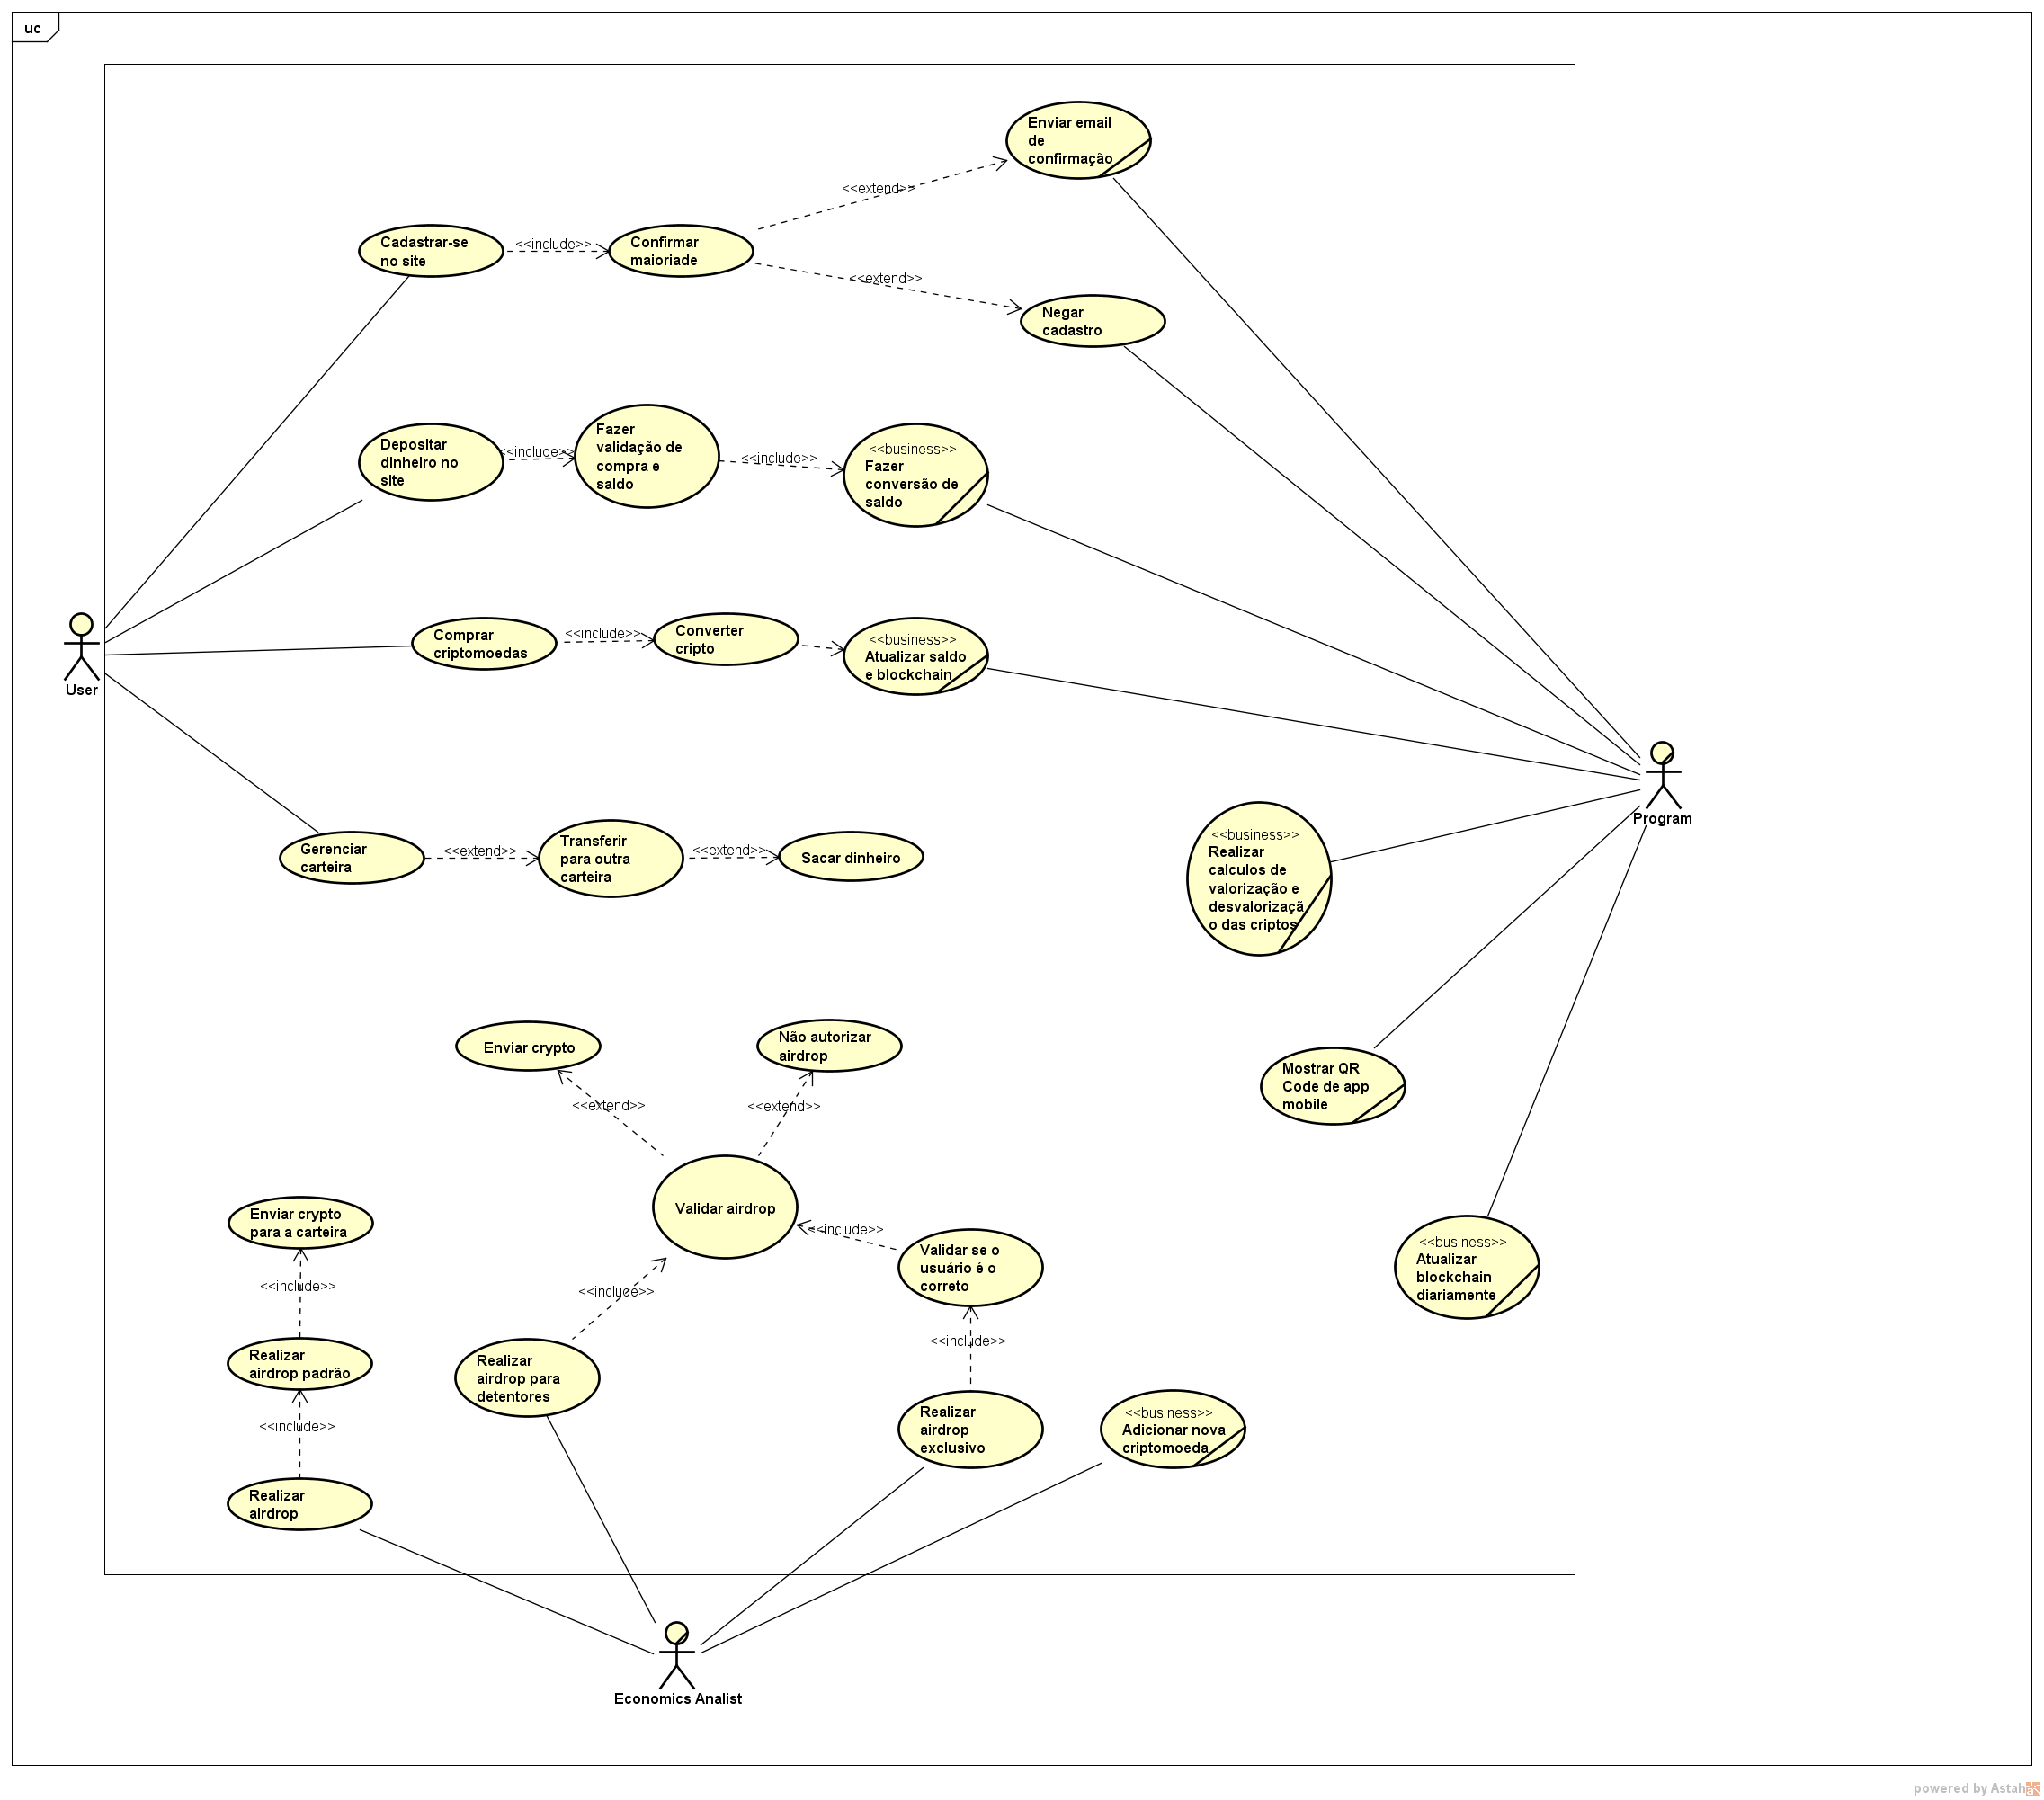 uc
Enviar email
de
confirmação
<<extend>>
Cadastrar-se
no site
<<include>>
Confirmar
maioriade
<<extend>>
Negar
cadastro
Depositar
dinheiro no
site
<<include>>
Fazer
validação de
compra e
saldo
<<include>>
<<business>>
Fazer
conversão de
saldo
User
Comprar
criptomoedas
<<include>>
Converter
cripto
<<business>>
Atualizar saldo
e blockchain
Program
Gerenciar
carteira
<<extend>>
Transferir
para outra
carteira
<<extend>>
Sacar dinheiro
<<business>>
Realizar
calculos de
valorização e
desvalorizaçã
o das criptos
Enviar crypto
Não autorizar
airdrop
Mostrar QR
Code de app
mobile
<<extend>>
<<extend>>
Validar airdrop
Enviar crypto
para a carteira
<<include>>
Validar se o
usuário é o
correto
<<business>>
Atualizar
blockchain
diariamente
<<include>>
<<include>>
<<include>>
Realizar
airdrop padrão
Realizar
airdrop para
detentores
<<include>>
Realizar
airdrop
exclusivo
<<business>>
Adicionar nova
criptomoeda
Realizar
airdrop
Economics Analist
powered by Astah